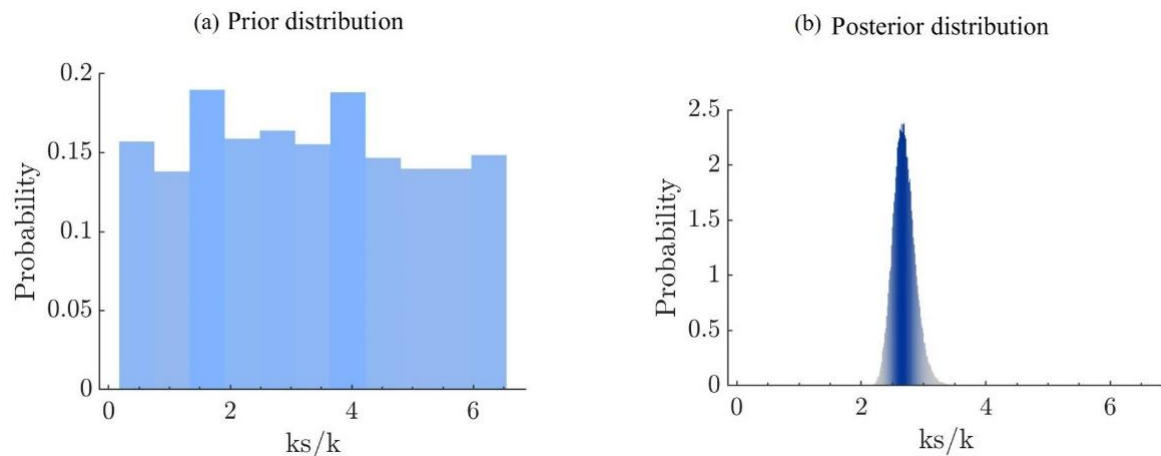 (a) Prior distribution
0.2
0.15
0.1
0.05
0
Probability
0 2 4 6
ks/k
(b) Posterior distribution
2.5
2
1.5
1
0.5
0
Probability
0 2 4 6
ks/k